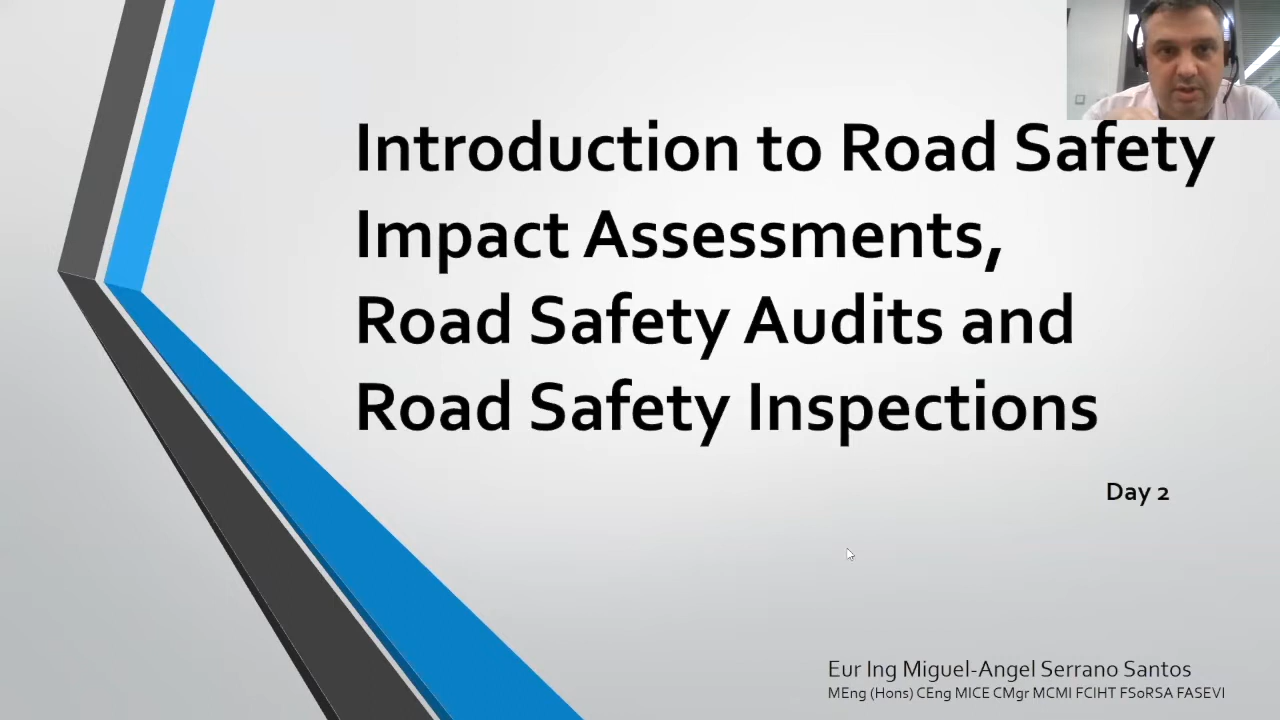 Introduction to Road Safety
Impact Assessments,
Road Safety Audits and
Road Safety Inspections
Day 2
Eur Ing Miguel-Angel Serrano Santos
MEng (Hons) CEng MICE CMgr MCMI FCIHT FSoRSA FASEVI